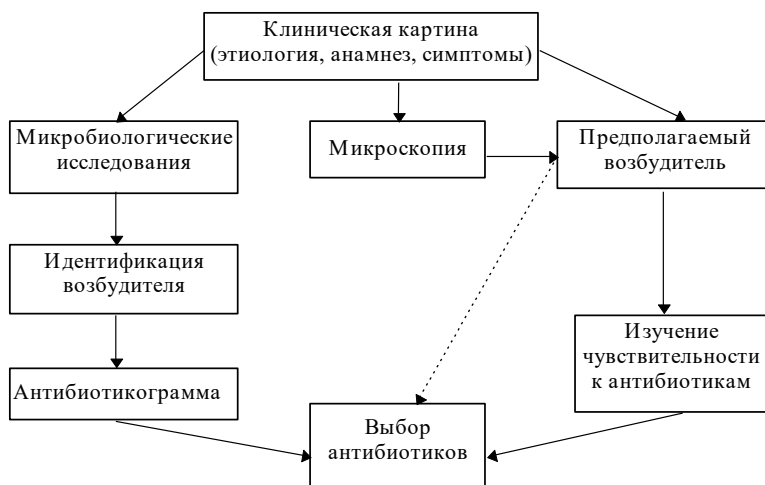 Клиническая картина
(этиология, анамнез, симптомы)
Микробиологические
исследования
Микроскопия
Предполагаемый
возбудитель
Идентификация
возбудителя
Изучение
чувствительности
к антибиотикам
Антибиотикограмма
Выбор
антибиотиков